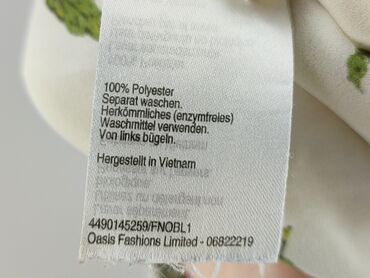 100% Polyester
Separat waschen.
Herkömmliches (enzymfreies)
Waschmittel verwenden.
Von links bügeln.
Hergestellt in Vietnam
4490145259/FNOBL1
Oasis Fashions Limited - 06822219